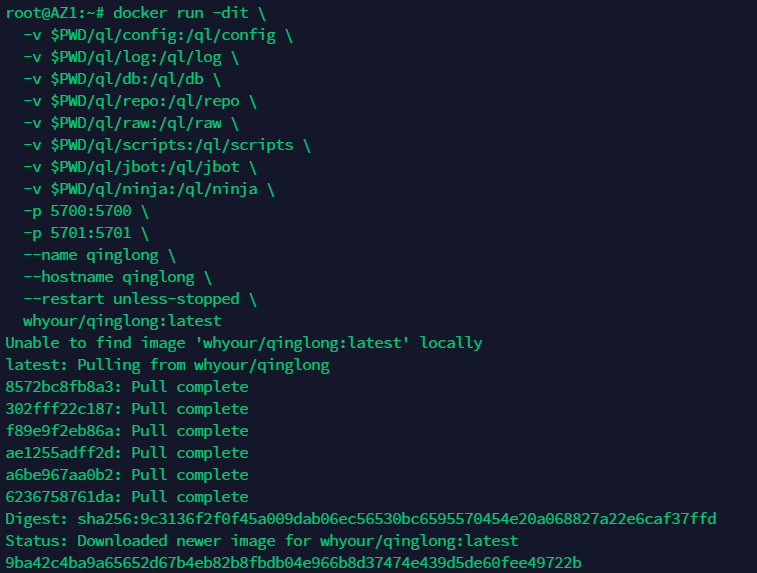 root@AZ1:~# docker run -dit \
-v $PWD/ql/config:/ql/config \
-v $PWD/ql/log:/ql/log \
-v $PWD/ql/db:/ql/db \
-v $PWD/ql/repo:/ql/repo \
-v $PWD/ql/raw:/ql/raw \
-v $PWD/ql/scripts:/ql/scripts \
-v $PWD/ql/jbot:/ql/jbot \
-v $PWD/ql/ninja:/ql/ninja \
-p 5700:5700 \
-p 5701:5701 \
--name qinglong \
--hostname qinglong \
--restart unless-stopped \
whyour/qinglong:latest
Unable to find image 'whyour/qinglong:latest' locally
latest: Pulling from whyour/qinglong
8572bc8fb8a3: Pull complete
302fff22c187: Pull complete
f89e9f2eb86a: Pull complete
ae1255adff2d: Pull complete
a6be967aa0b2: Pull complete
6236758761da: Pull complete
Digest: sha256:9c3136f2f0f45a009dab06ec56530bc6595570454e20a068827a22e6caf37ffd
Status: Downloaded newer image for whyour/qinglong:latest
9ba42c4ba9a65652d67b4eb82b8fbdb04e966b8d37474e439d5de60fee49722b